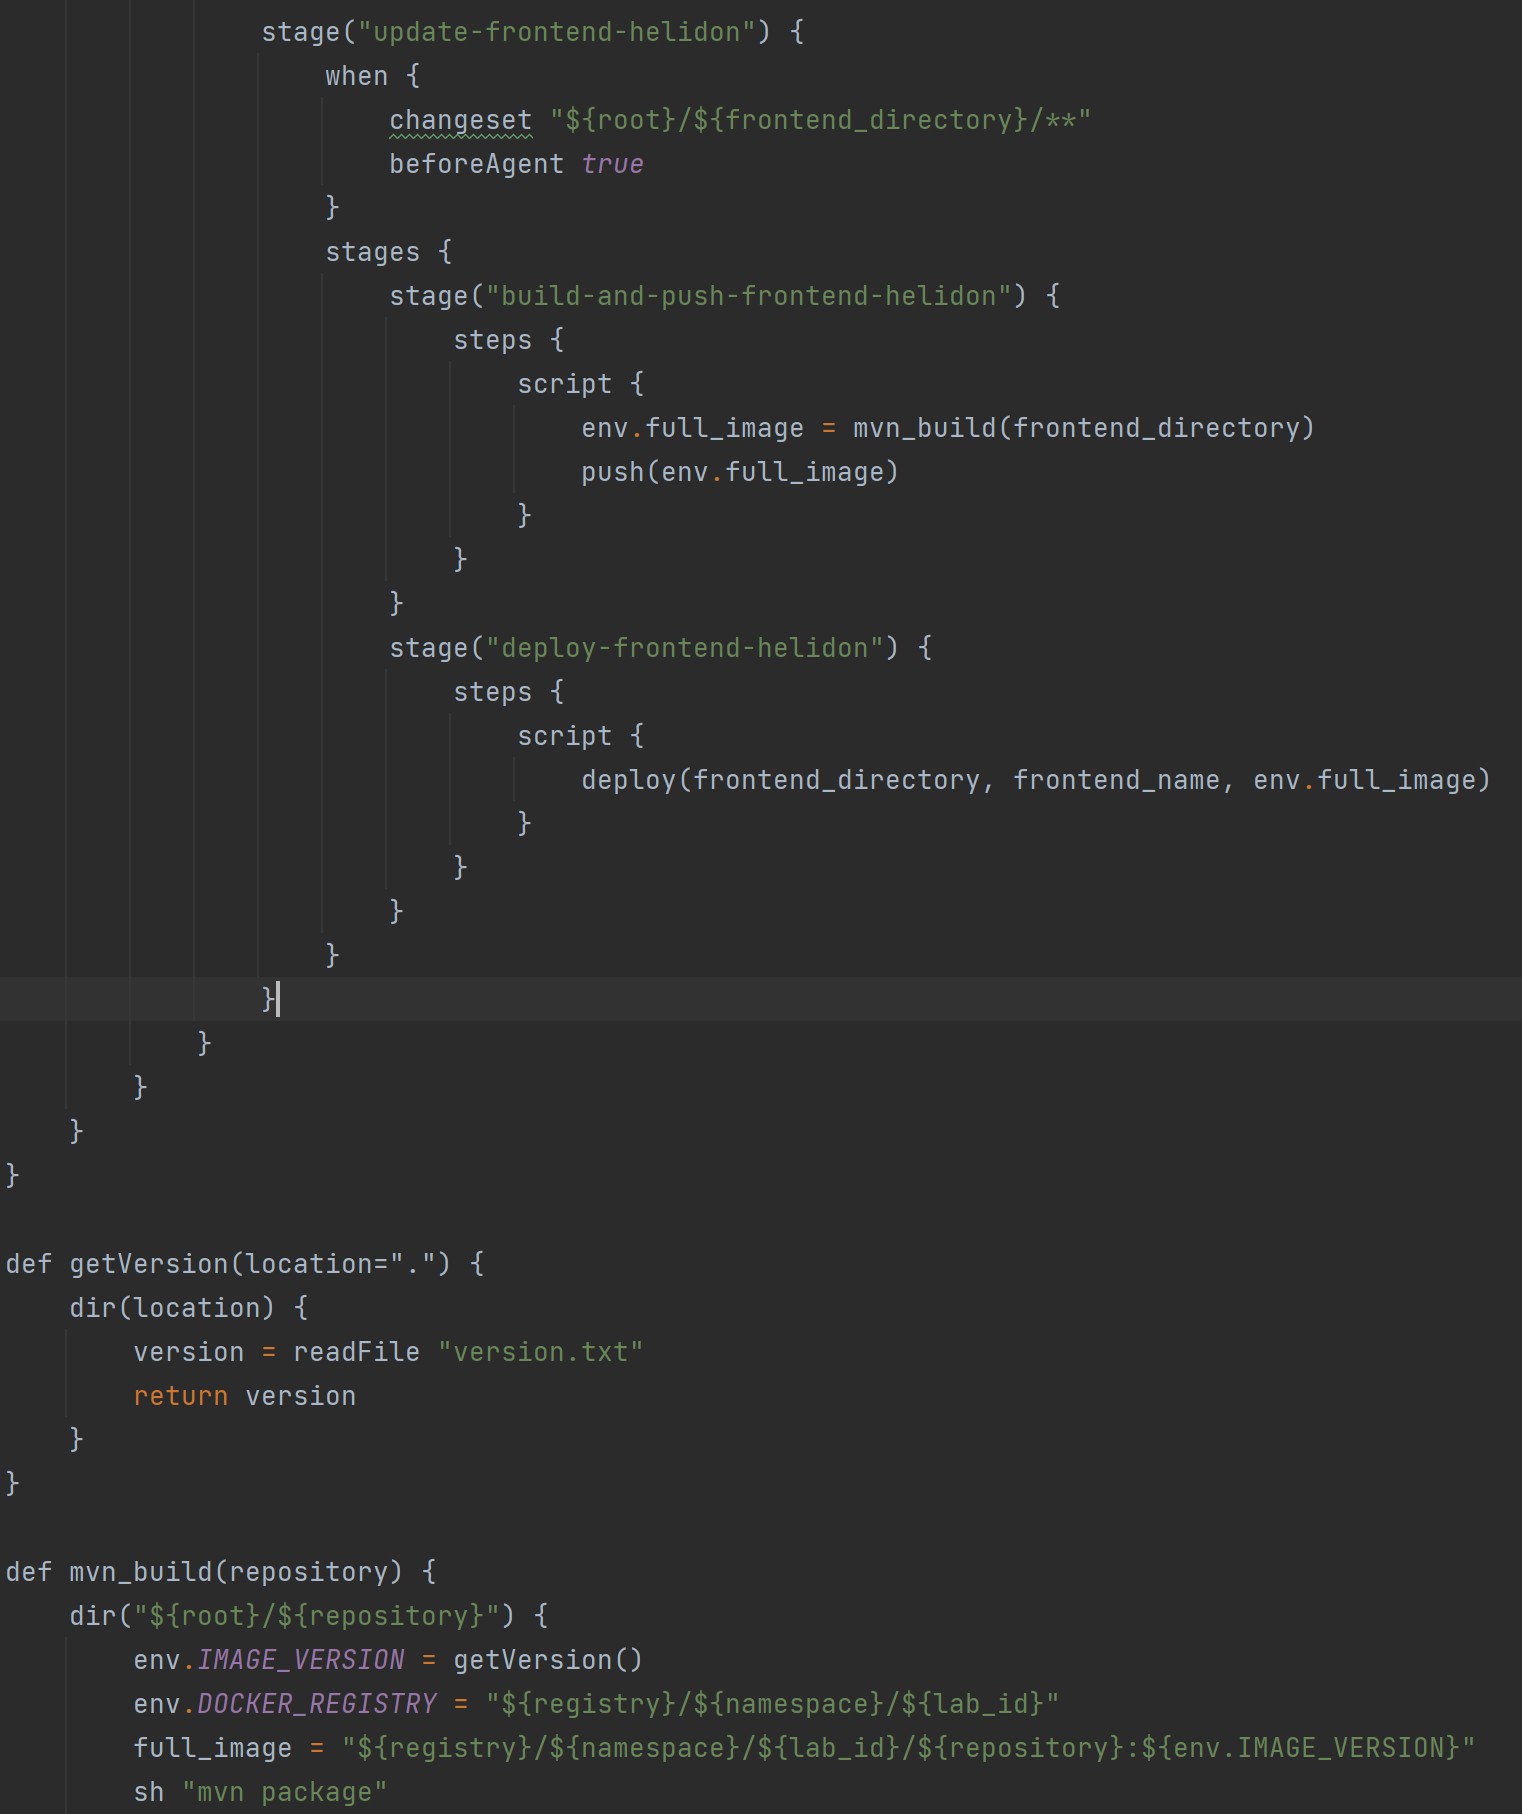 stage("update-frontend-helidon") {
when {
changeset "${root}/${frontend_directory}/**"
beforeAgent true
}
stages {
stage("build-and-push-frontend-helidon") {
steps {
script {
env.full_image = mvn_build(frontend_directory)
push(env.full_image)
}
}
}
stage("deploy-frontend-helidon") {
steps {
script {
deploy(frontend_directory, frontend_name, env.full_image)
}
}
}
}
}
}
}
}
}
def getVersion(location=".") {
dir(location) {
version = readFile "version.txt"
return version
}
}
def mvn_build(repository) {
dir("${root}/${repository}") {
env.IMAGE_VERSION = getVersion()
env.DOCKER_REGISTRY = "${registry}/${namespace}/${lab_id}"
full_image = "${registry}/${namespace}/${lab_id}/${repository}:${env.IMAGE_VERSION}"
sh "mvn package"